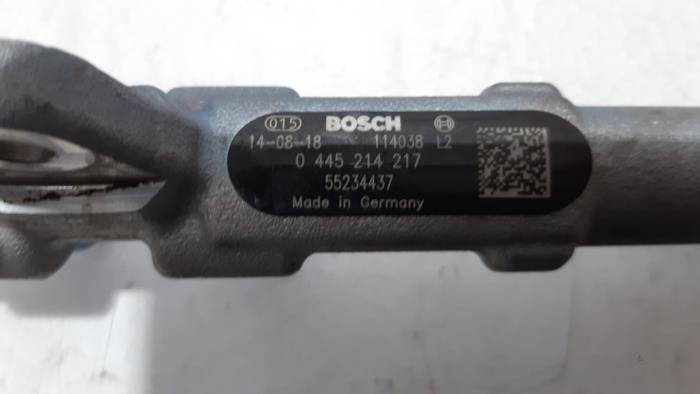 015 BOSCH
14-08-18 114038 L2
0 445 214 217
55234437
Made in Germany